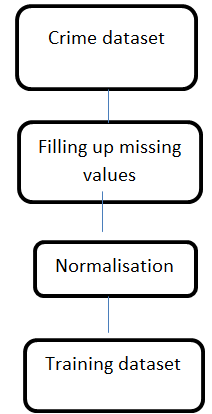 Crime dataset
Filling up missing
values
Normalisation
Training dataset